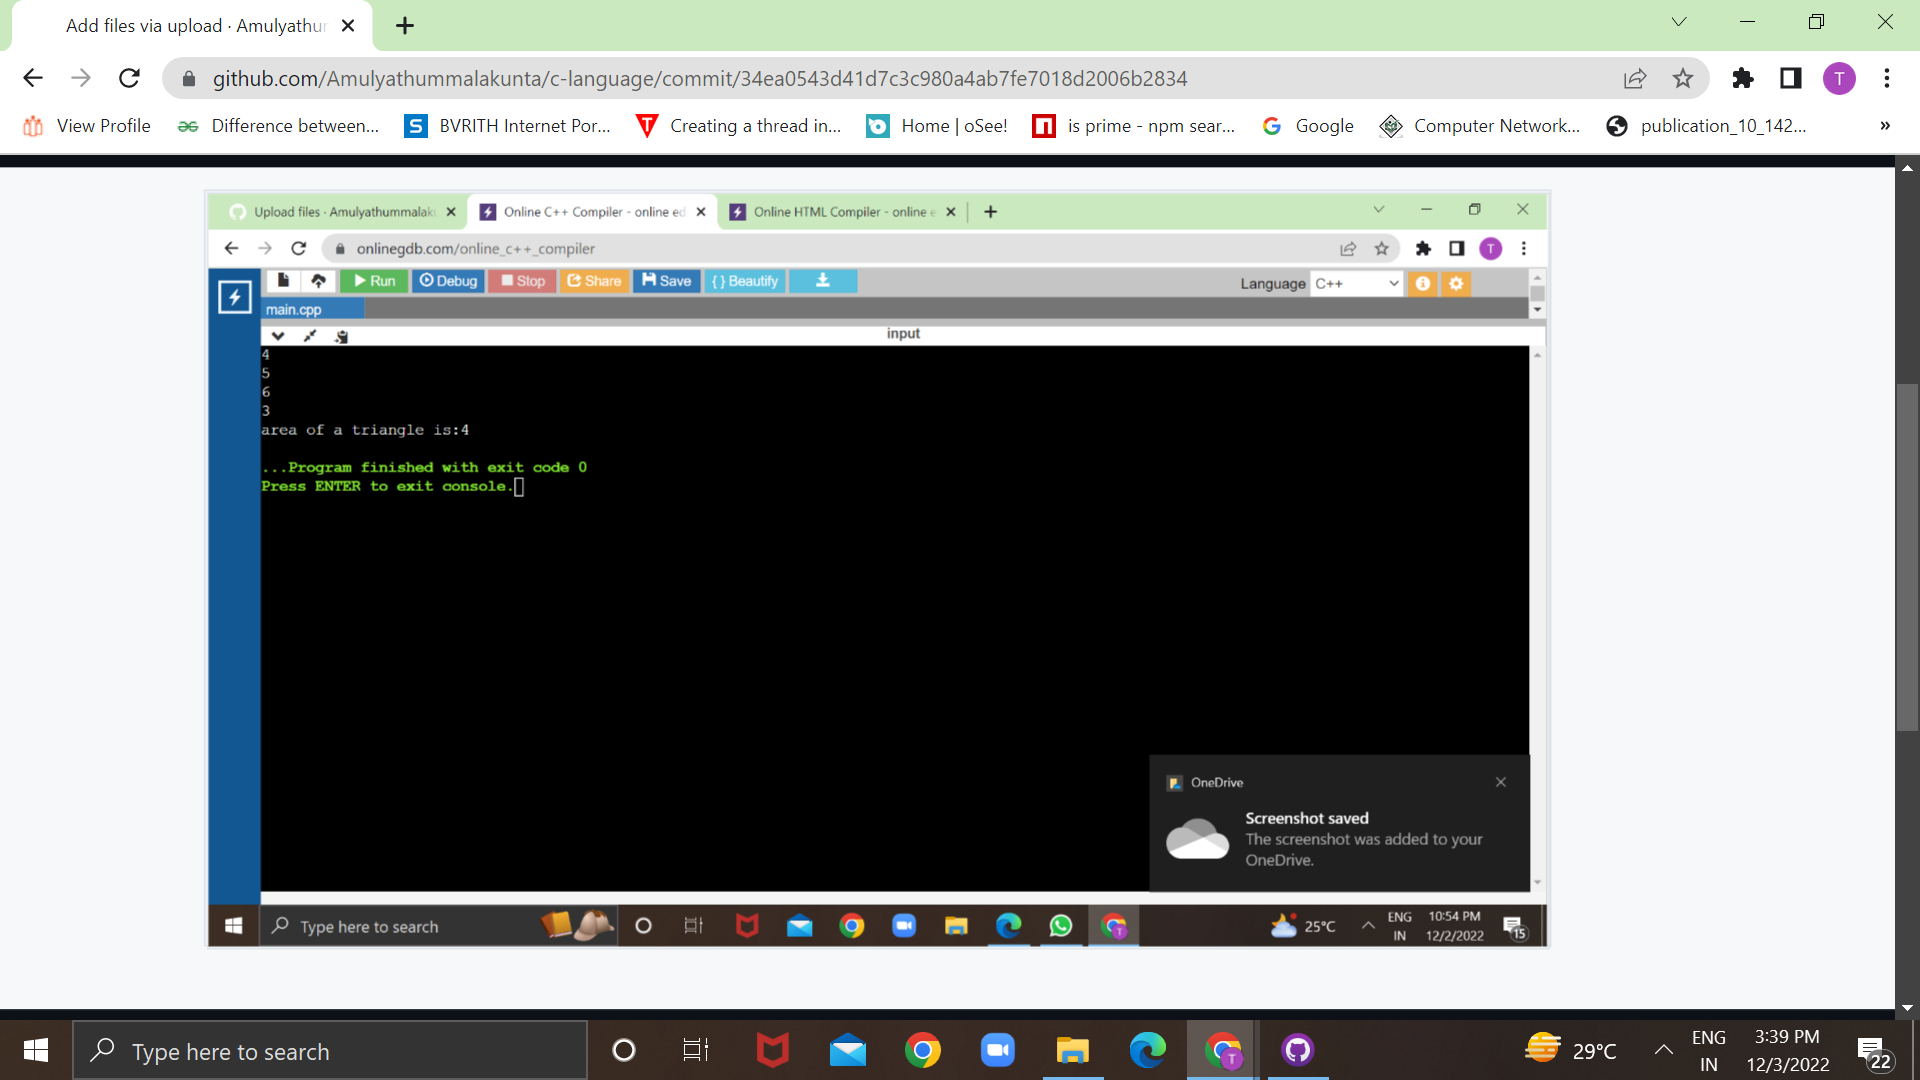 Add files via upload · Amulyathur
github.com/Amulyathummalakunta/c-language/commit/34ea0543d41d7c3c980a4ab7fe7018d2006b2834
T
View Profile
Difference between...
BVRITH Internet Por...
Creating a thread in...
Home | oSee!
is prime - npm sear...
Google
Computer Network...
publication_10_142...
»
Upload files · Amulyathummalak
Online C++ Compiler - online ed
Online HTML Compiler - online e
onlinegdb.com/online_c++_compiler
T
Run
Debug
Stop
Share
Save
{ } Beautify
Language
C++
main.cpp
input
4
5
6
3
area of a triangle is:4
...Program finished with exit code 0
Press ENTER to exit console.
OneDrive
Screenshot saved
The screenshot was added to your
OneDrive.
Type here to search
25°C
ENG
IN
10:54 PM
12/2/2022
15
Type here to search
29°C
ENG
IN
3:39 PM
12/3/2022
22